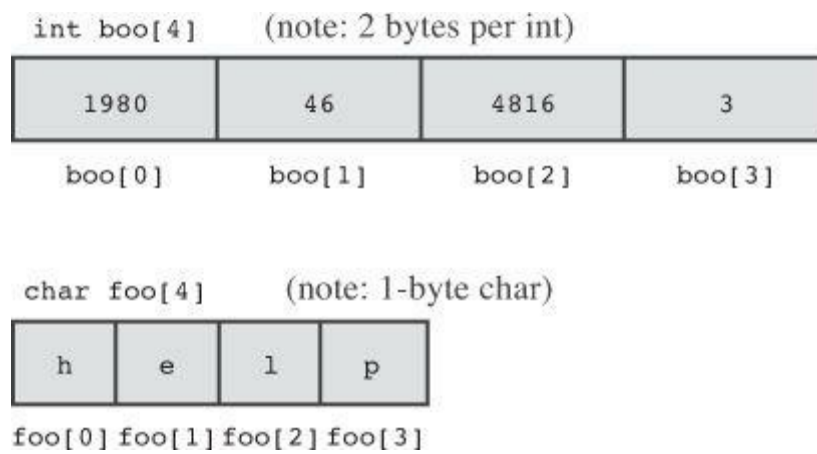 int boo[4] (note: 2 bytes per int)
1980 46 4816 3
boo[0] boo[1] boo[2] boo[3]
char foo[4] (note: 1-byte char)
h e l p
foo[0] foo[1] foo[2] foo[3]